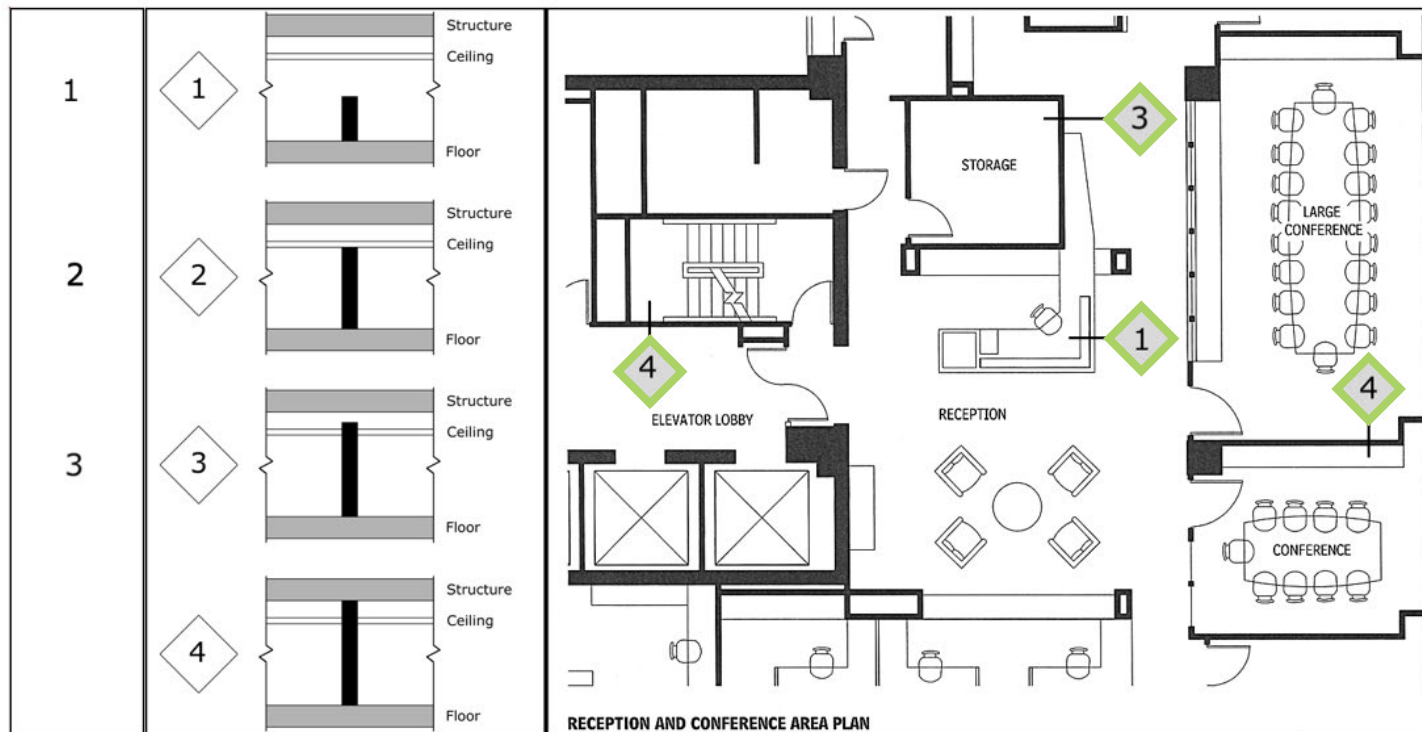 1
1
Structure
Ceiling
Floor
2
2
Structure
Ceiling
Floor
3
3
Structure
Ceiling
Floor
4
Structure
Ceiling
Floor
3
STORAGE
LARGE
CONFERENCE
1
4
4
ELEVATOR LOBBY
RECEPTION
CONFERENCE
RECEPTION AND CONFERENCE AREA PLAN